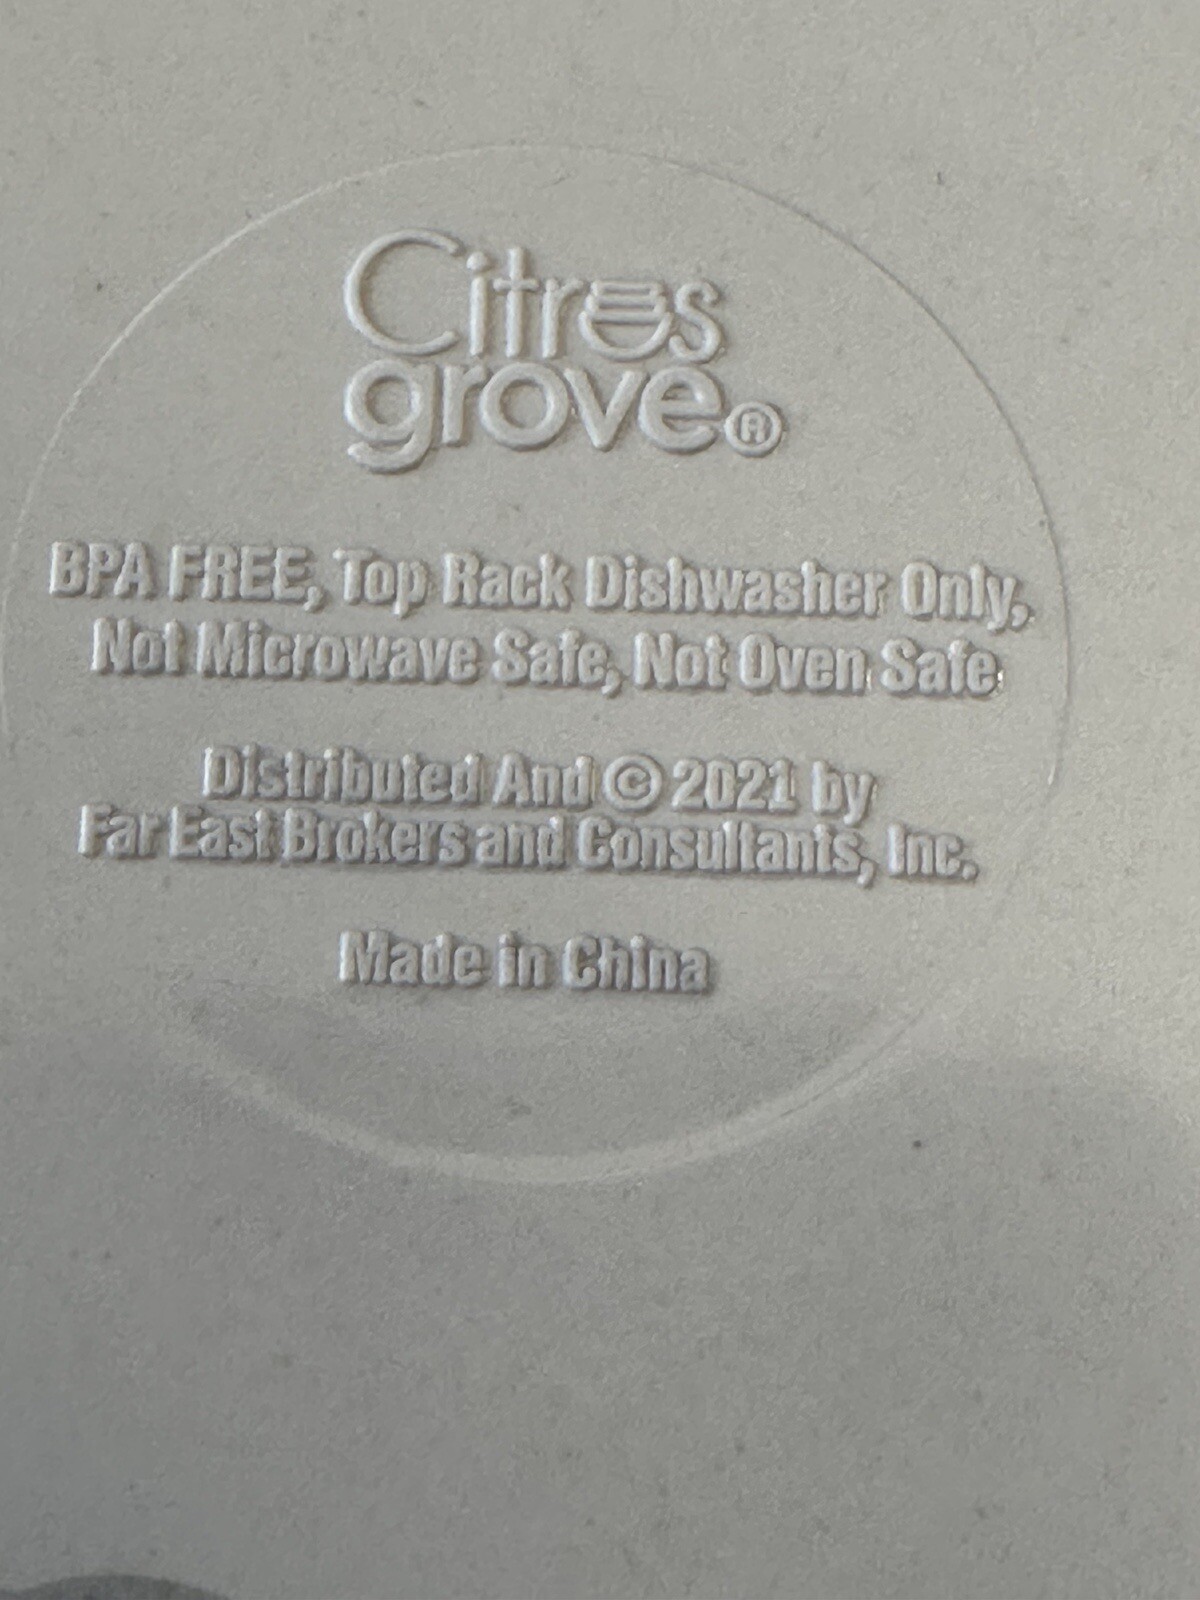 Citrus
grove®
BPA FREE, Top Rack Dishwasher Only,
Not Microwave Safe, Not Oven Safe
Distributed And © 2021 by
Far East Brokers and Consultants, Inc.
Made in China